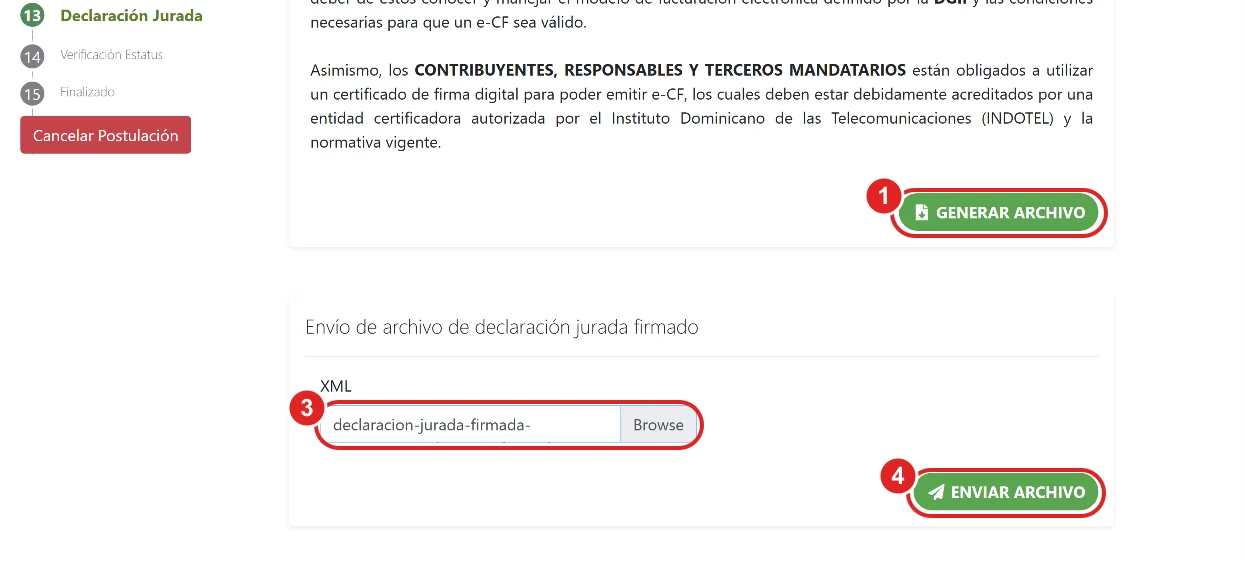 13 Declaración Jurada
14 Verificación Estatus
15 Finalizado
Cancelar Postulación
necesarias para que un e-CF sea válido.
Asimismo, los CONTRIBUYENTES, RESPONSABLES Y TERCEROS MANDATARIOS están obligados a utilizar
un certificado de firma digital para poder emitir e-CF, los cuales deben estar debidamente acreditados por una
entidad certificadora autorizada por el Instituto Dominicano de las Telecomunicaciones (INDOTEL) y la
normativa vigente.
1 GENERAR ARCHIVO
Envío de archivo de declaración jurada firmado
XML
3 declaracion-jurada-firmada- Browse
4 ENVIAR ARCHIVO